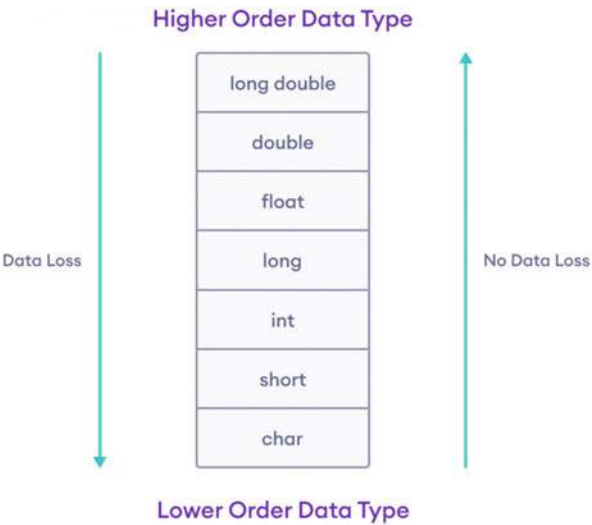 Higher Order Data Type
long double
double
float
Data Loss
long
No Data Loss
int
short
char
Lower Order Data Type